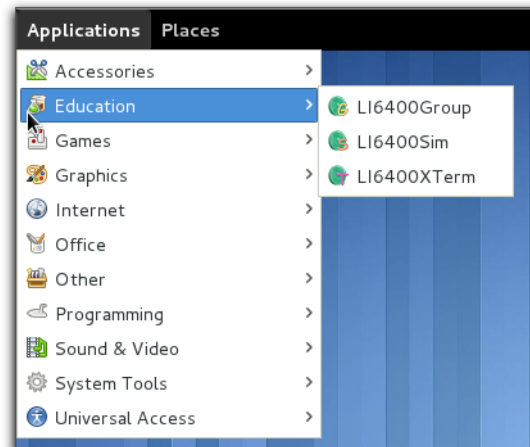 Applications Places
Accessories
Education
Games
Graphics
Internet
Office
Other
Programming
Sound & Video
System Tools
Universal Access
LI6400Group
LI6400Sim
LI6400XTerm